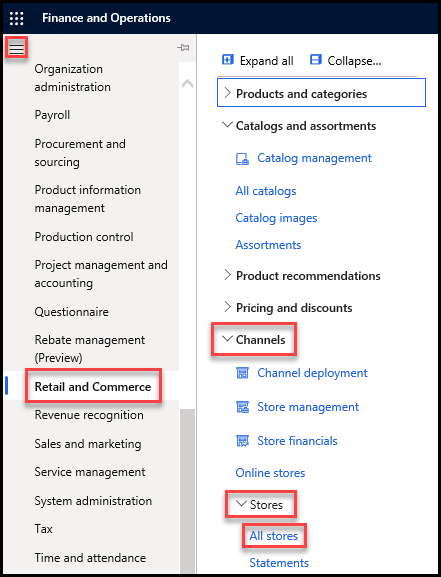 Finance and Operations
Organization
administration
Payroll
Procurement and
sourcing
Product information
management
Production control
Project management and
accounting
Questionnaire
Rebate management
(Preview)
Retail and Commerce
Revenue recognition
Sales and marketing
Service management
System administration
Tax
Time and attendance
Expand all
Collapse...
Products and categories
Catalogs and assortments
Catalog management
All catalogs
Catalog images
Assortments
Product recommendations
Pricing and discounts
Channels
Channel deployment
Store management
Store financials
Online stores
Stores
All stores
Statements